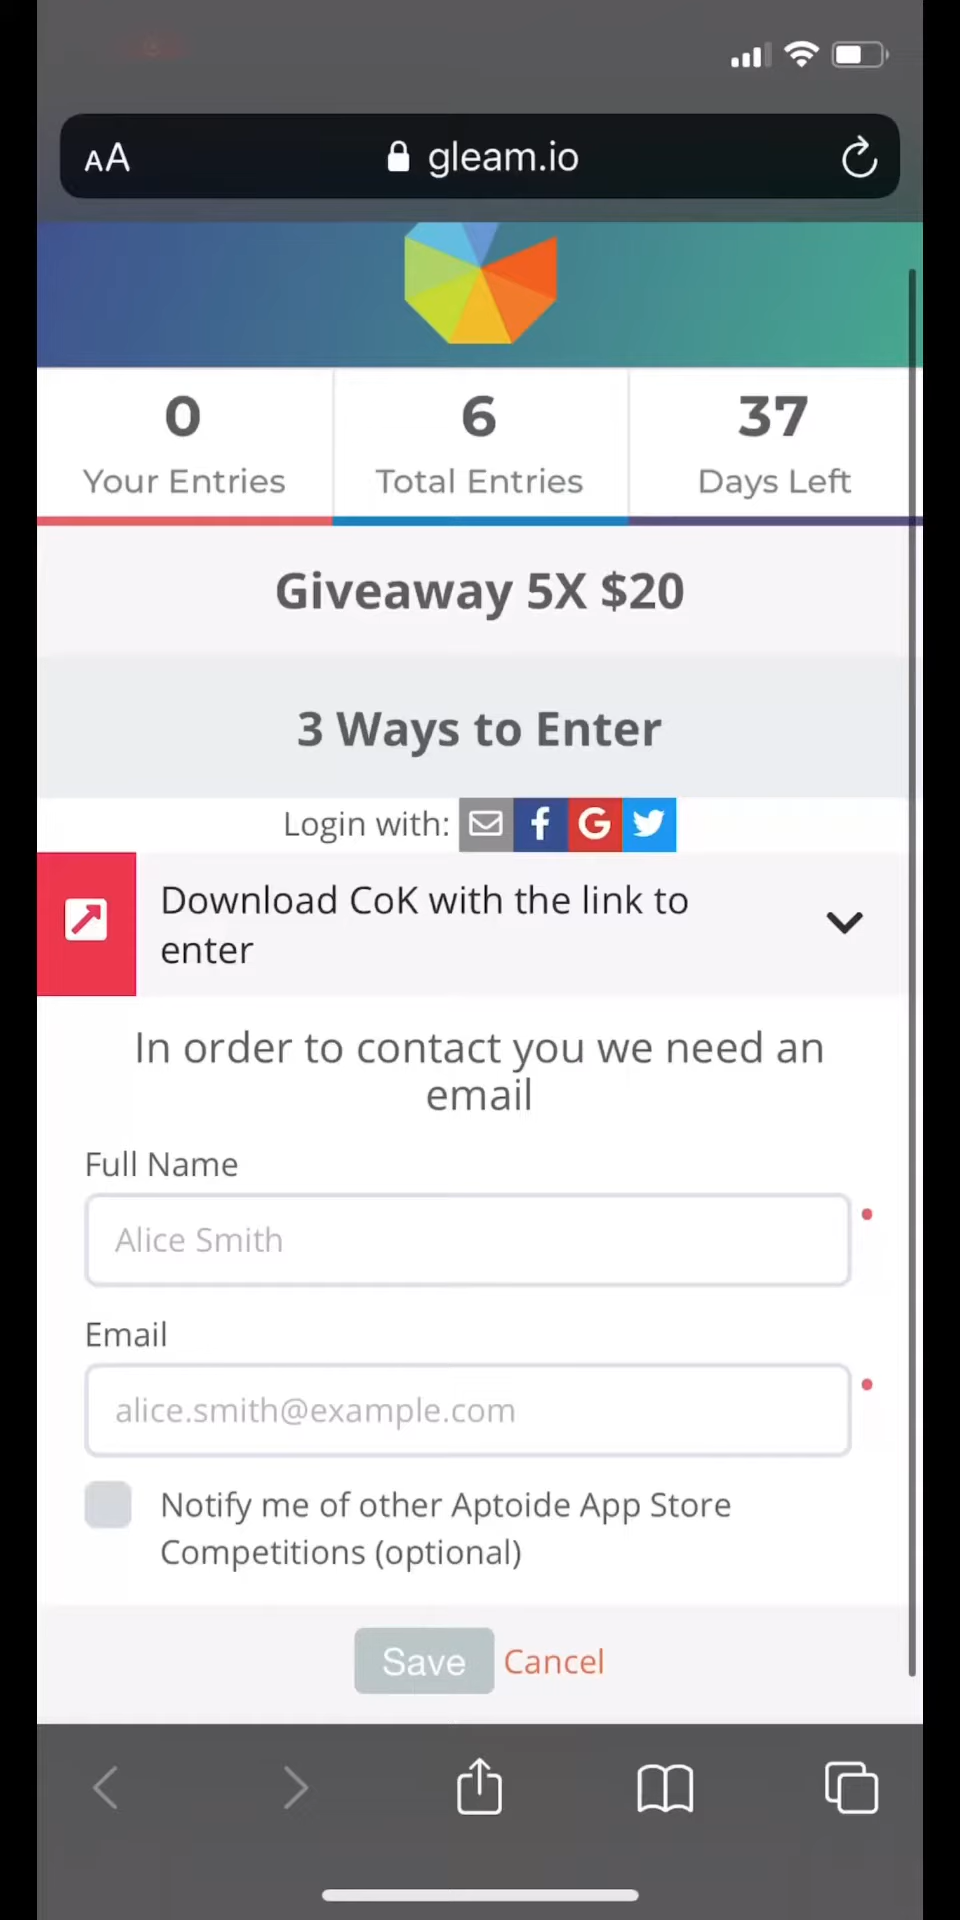 AA
gleam.io
0
Your Entries
6
Total Entries
37
Days Left
Giveaway 5X $20
3 Ways to Enter
Login with:
Download CoK with the link to
enter
In order to contact you we need an
email
Full Name
Alice Smith
Email
alice.smith@example.com
Notify me of other Aptoide App Store
Competitions (optional)
Save Cancel